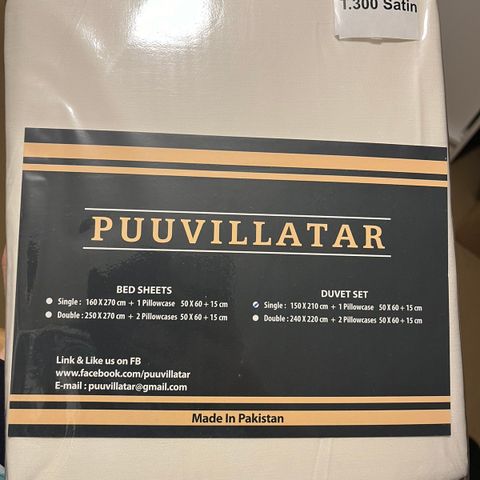 1.300 Satin
PUUVILLATAR
BED SHEETS
Single : 160 X 270 cm + 1 Pillowcase 50 X 60 + 15 cm
Double : 250 X 270 cm + 2 Pillowcases 50 X 60 + 15 cm
DUVET SET
Single : 150 X 210 cm + 1 Pillowcase 50 X 60 + 15 cm
Double : 240 X 220 cm + 2 Pillowcases 50 X 60 + 15 cm
Link & Like us on FB
www.facebook.com/puuvillatar
E-mail : puuvillatar@gmail.com
Made In Pakistan